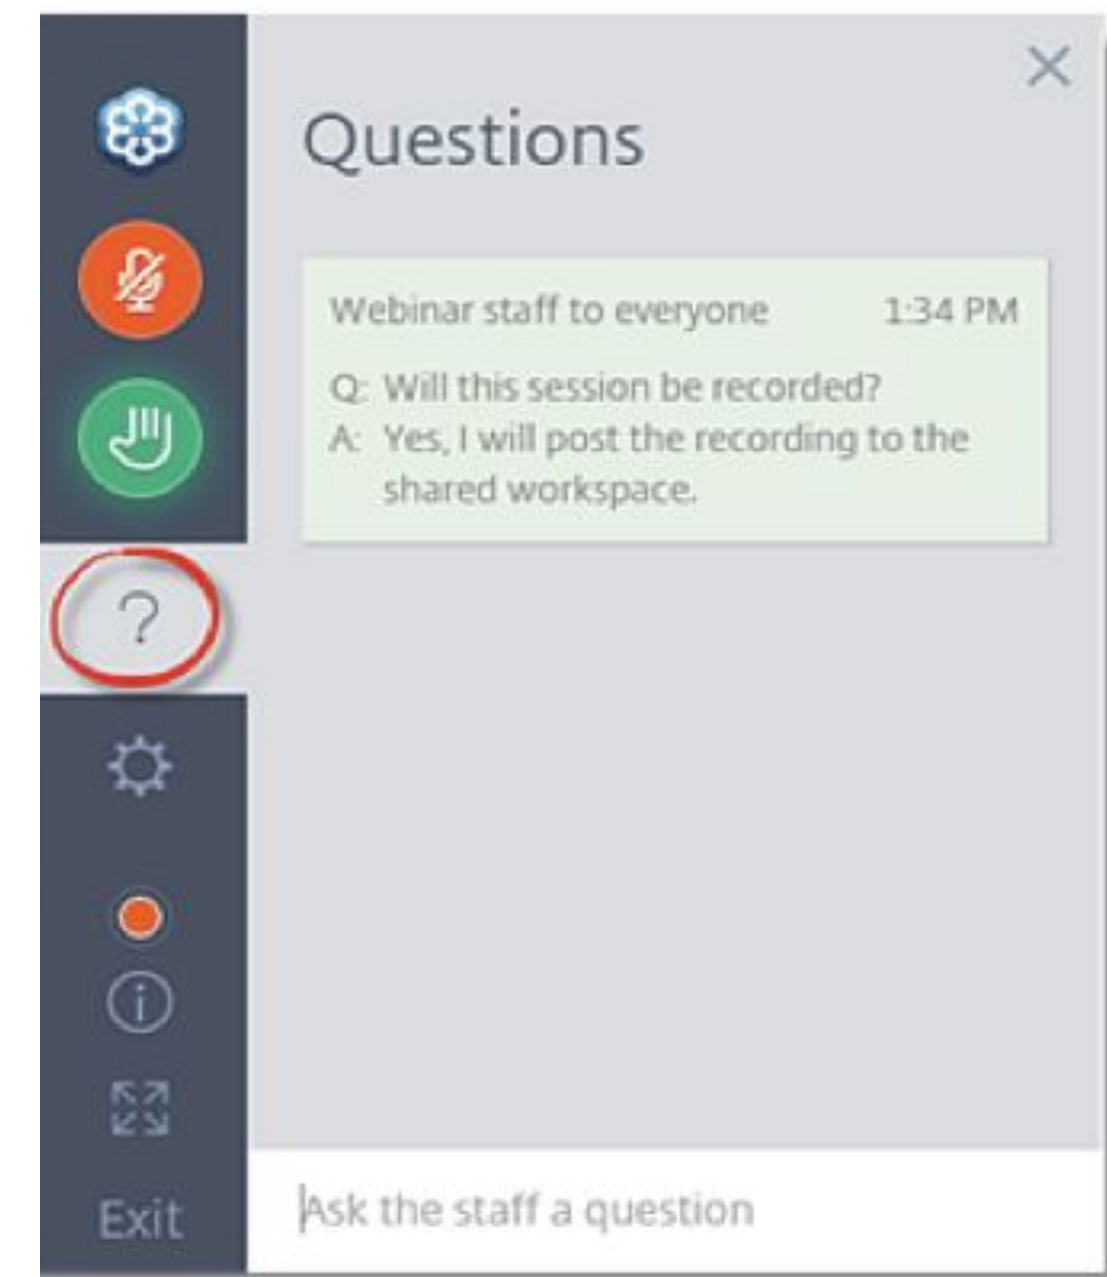 Questions
Webinar staff to everyone 1:34 PM
Q: Will this session be recorded?
A: Yes, I will post the recording to the
shared workspace.
?
Exit
Ask the staff a question